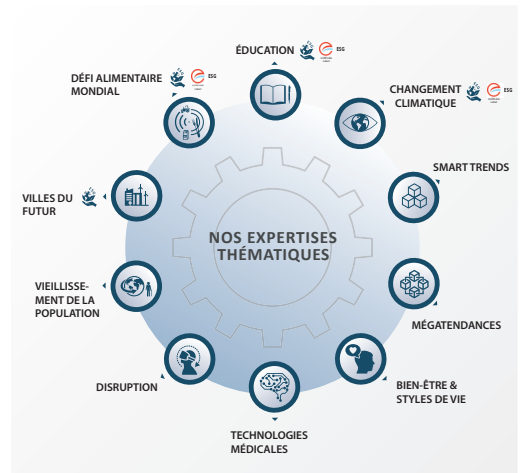 ÉDUCATION
ESG
DÉFI ALIMENTAIRE
MONDIAL
ESG
CHANGEMENT
CLIMATIQUE
ESG
SMART TRENDS
VILLES DU
FUTUR
NOS EXPERTISES
THÉMATIQUES
VIEILLISSE-
MENT DE LA
POPULATION
MÉGATENDANCES
DISRUPTION
BIEN-ÊTRE &
STYLES DE VIE
TECHNOLOGIES
MÉDICALES